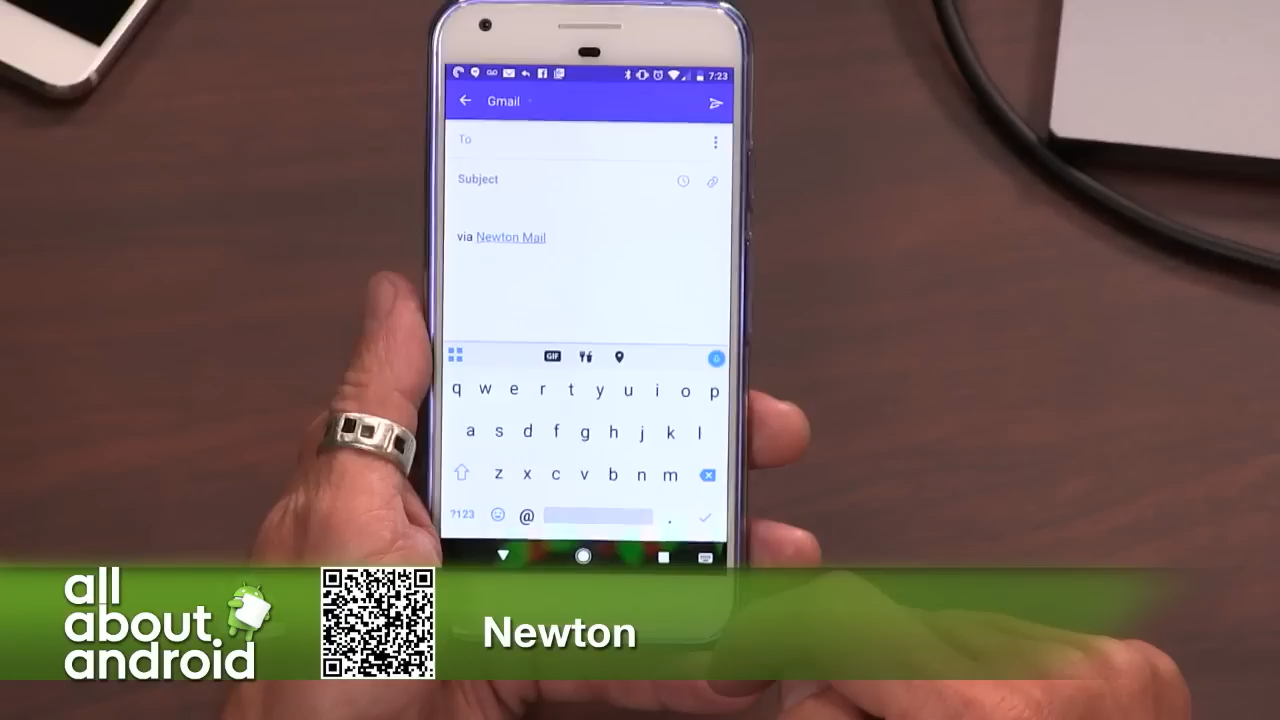 7:23
Gmail
To
Subject
via Newton Mail
GIF
q w e r t y u i o p
a s d f g h j k l
z x c v b n m
?123 @ .
all
about
android
Newton